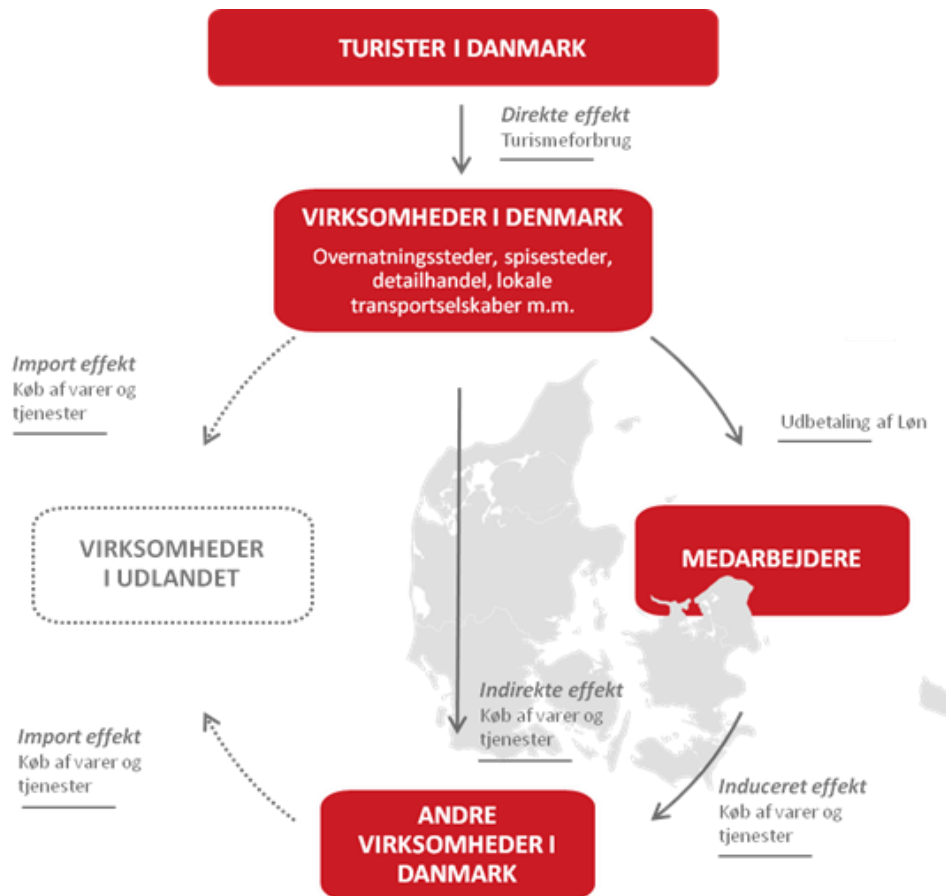 TURISTER I DANMARK
Direkte effekt
Turismeforbrug
VIRKSOMHEDER I DENMARK
Overnatningssteder, spisesteder,
detailhandel, lokale
transportselskaber m.m.
Import effekt
Køb af varer og
tjenester
Udbetaling af Løn
VIRKSOMHEDER
I UDLANDET
MEDARBEJDERE
Indirekte effekt
Køb af varer og
tjenester
Import effekt
Køb af varer og
tjenester
Induceret effekt
Køb af varer og
tjenester
ANDRE
VIRKSOMHEDER I
DANMARK